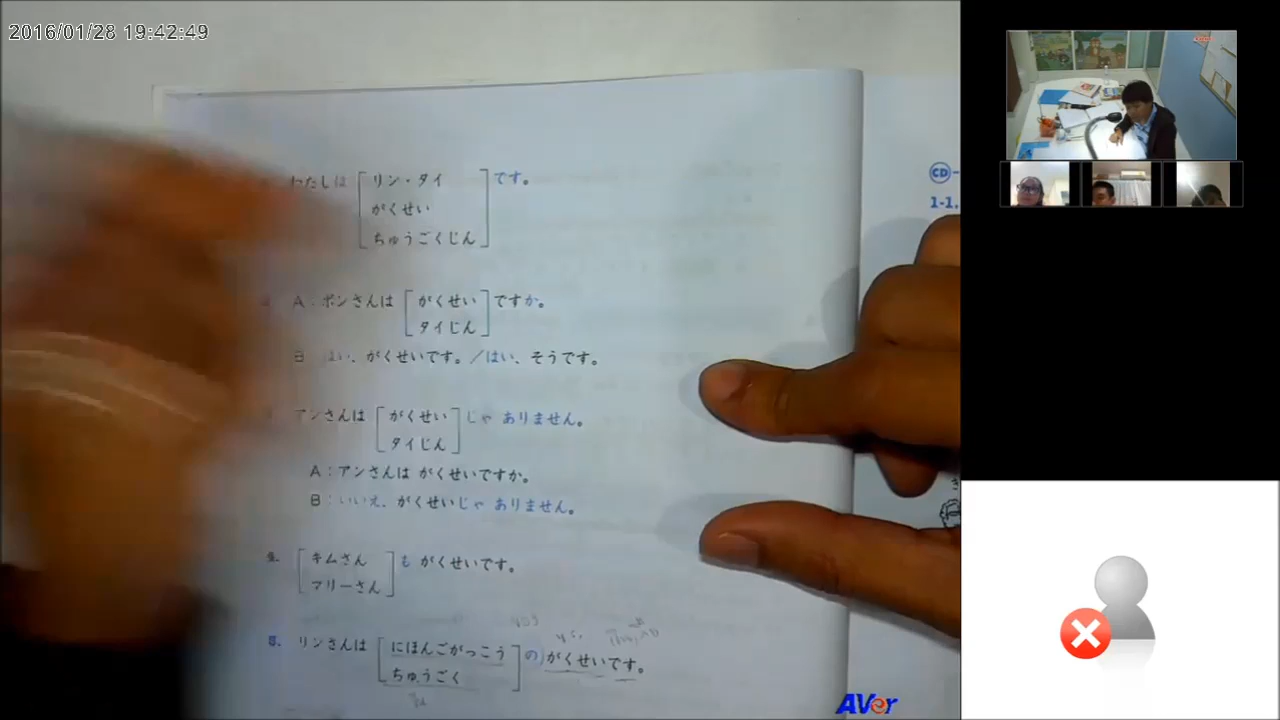 2016/01/28 19:42:49
わたしは リン・タイ です。
がくせい
ちゅうごくじん
A：ポンさんは がくせい ですか。
タイじん
B はい、がくせいです。／はい、そうです。
アンさんは がくせい じゃ ありません。
タイじん
A：アンさんは がくせいですか。
B：いいえ、がくせいじゃ ありません。
キムさん も がくせいです。
マリーさん
リンさんは にほんごがっこう の がくせいです。
ちゅうごく
CD
1-1.
AVer